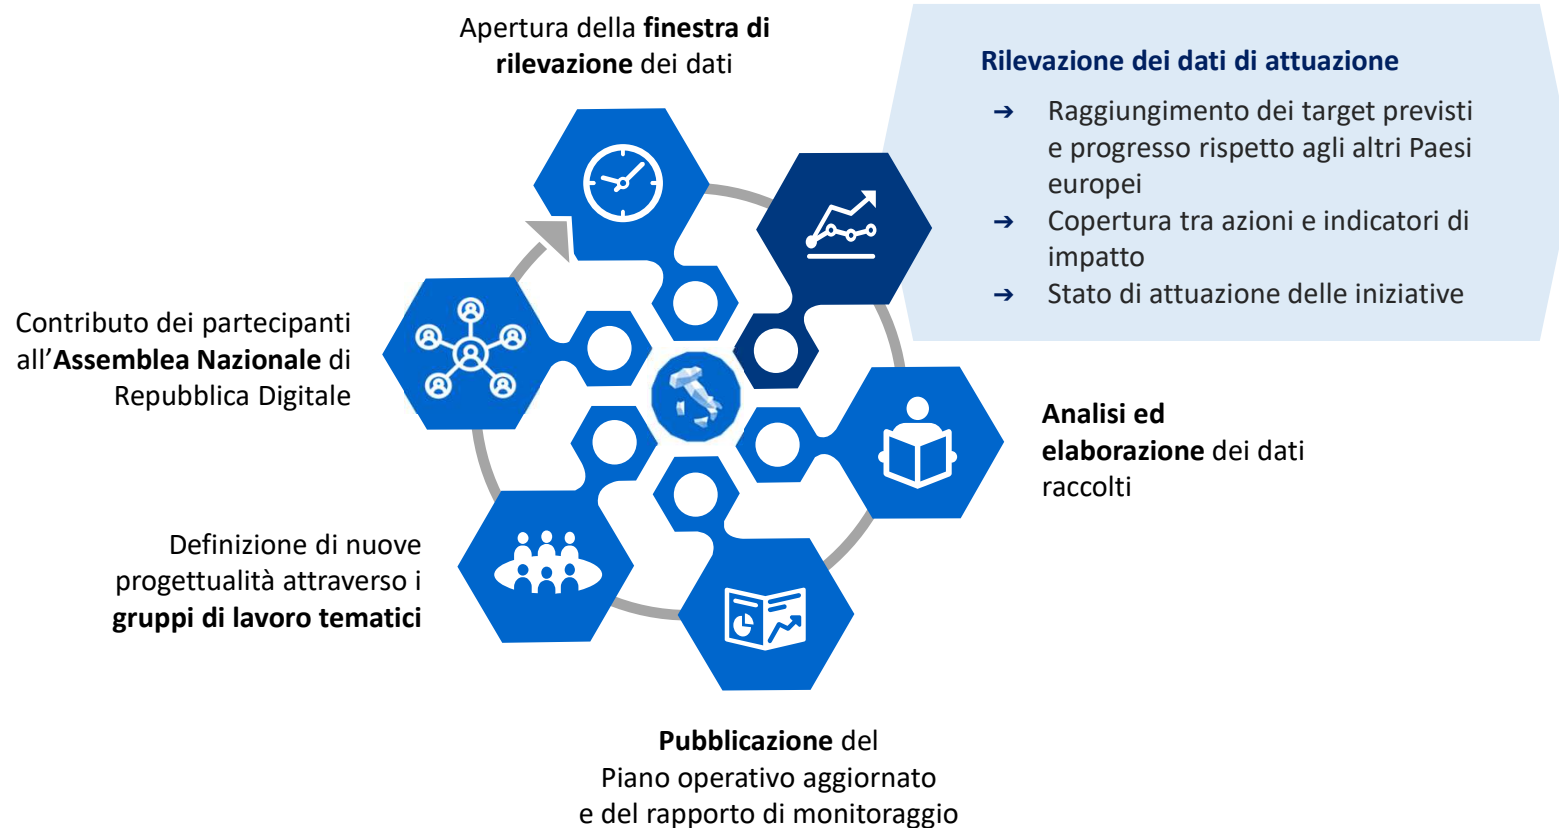 Apertura della finestra di
rilevazione dei dati
Rilevazione dei dati di attuazione
➔ Raggiungimento dei target previsti
e progresso rispetto agli altri Paesi
europei
➔ Copertura tra azioni e indicatori di
impatto
➔ Stato di attuazione delle iniziative
Analisi ed
elaborazione dei dati
raccolti
Pubblicazione del
Piano operativo aggiornato
e del rapporto di monitoraggio
Definizione di nuove
progettualità attraverso i
gruppi di lavoro tematici
Contributo dei partecipanti
all’Assemblea Nazionale di
Repubblica Digitale